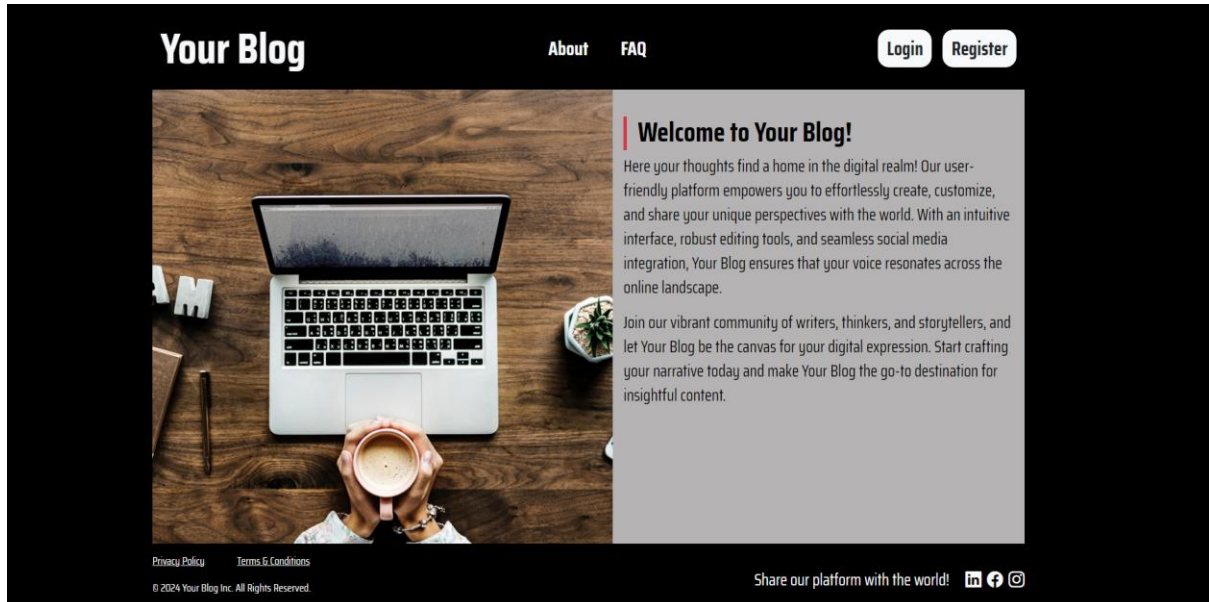 Your Blog
About FAQ
Login Register
Welcome to Your Blog!
Here your thoughts find a home in the digital realm! Our user-
friendly platform empowers you to effortlessly create, customize,
and share your unique perspectives with the world. With an intuitive
interface, robust editing tools, and seamless social media
integration, Your Blog ensures that your voice resonates across the
online landscape.
Join our vibrant community of writers, thinkers, and storytellers, and
let Your Blog be the canvas for your digital expression. Start crafting
your narrative today and make Your Blog the go-to destination for
insightful content.
AM
Privacy Policy Terms & Conditions
© 2024 Your Blog Inc. All Rights Reserved.
Share our platform with the world! in